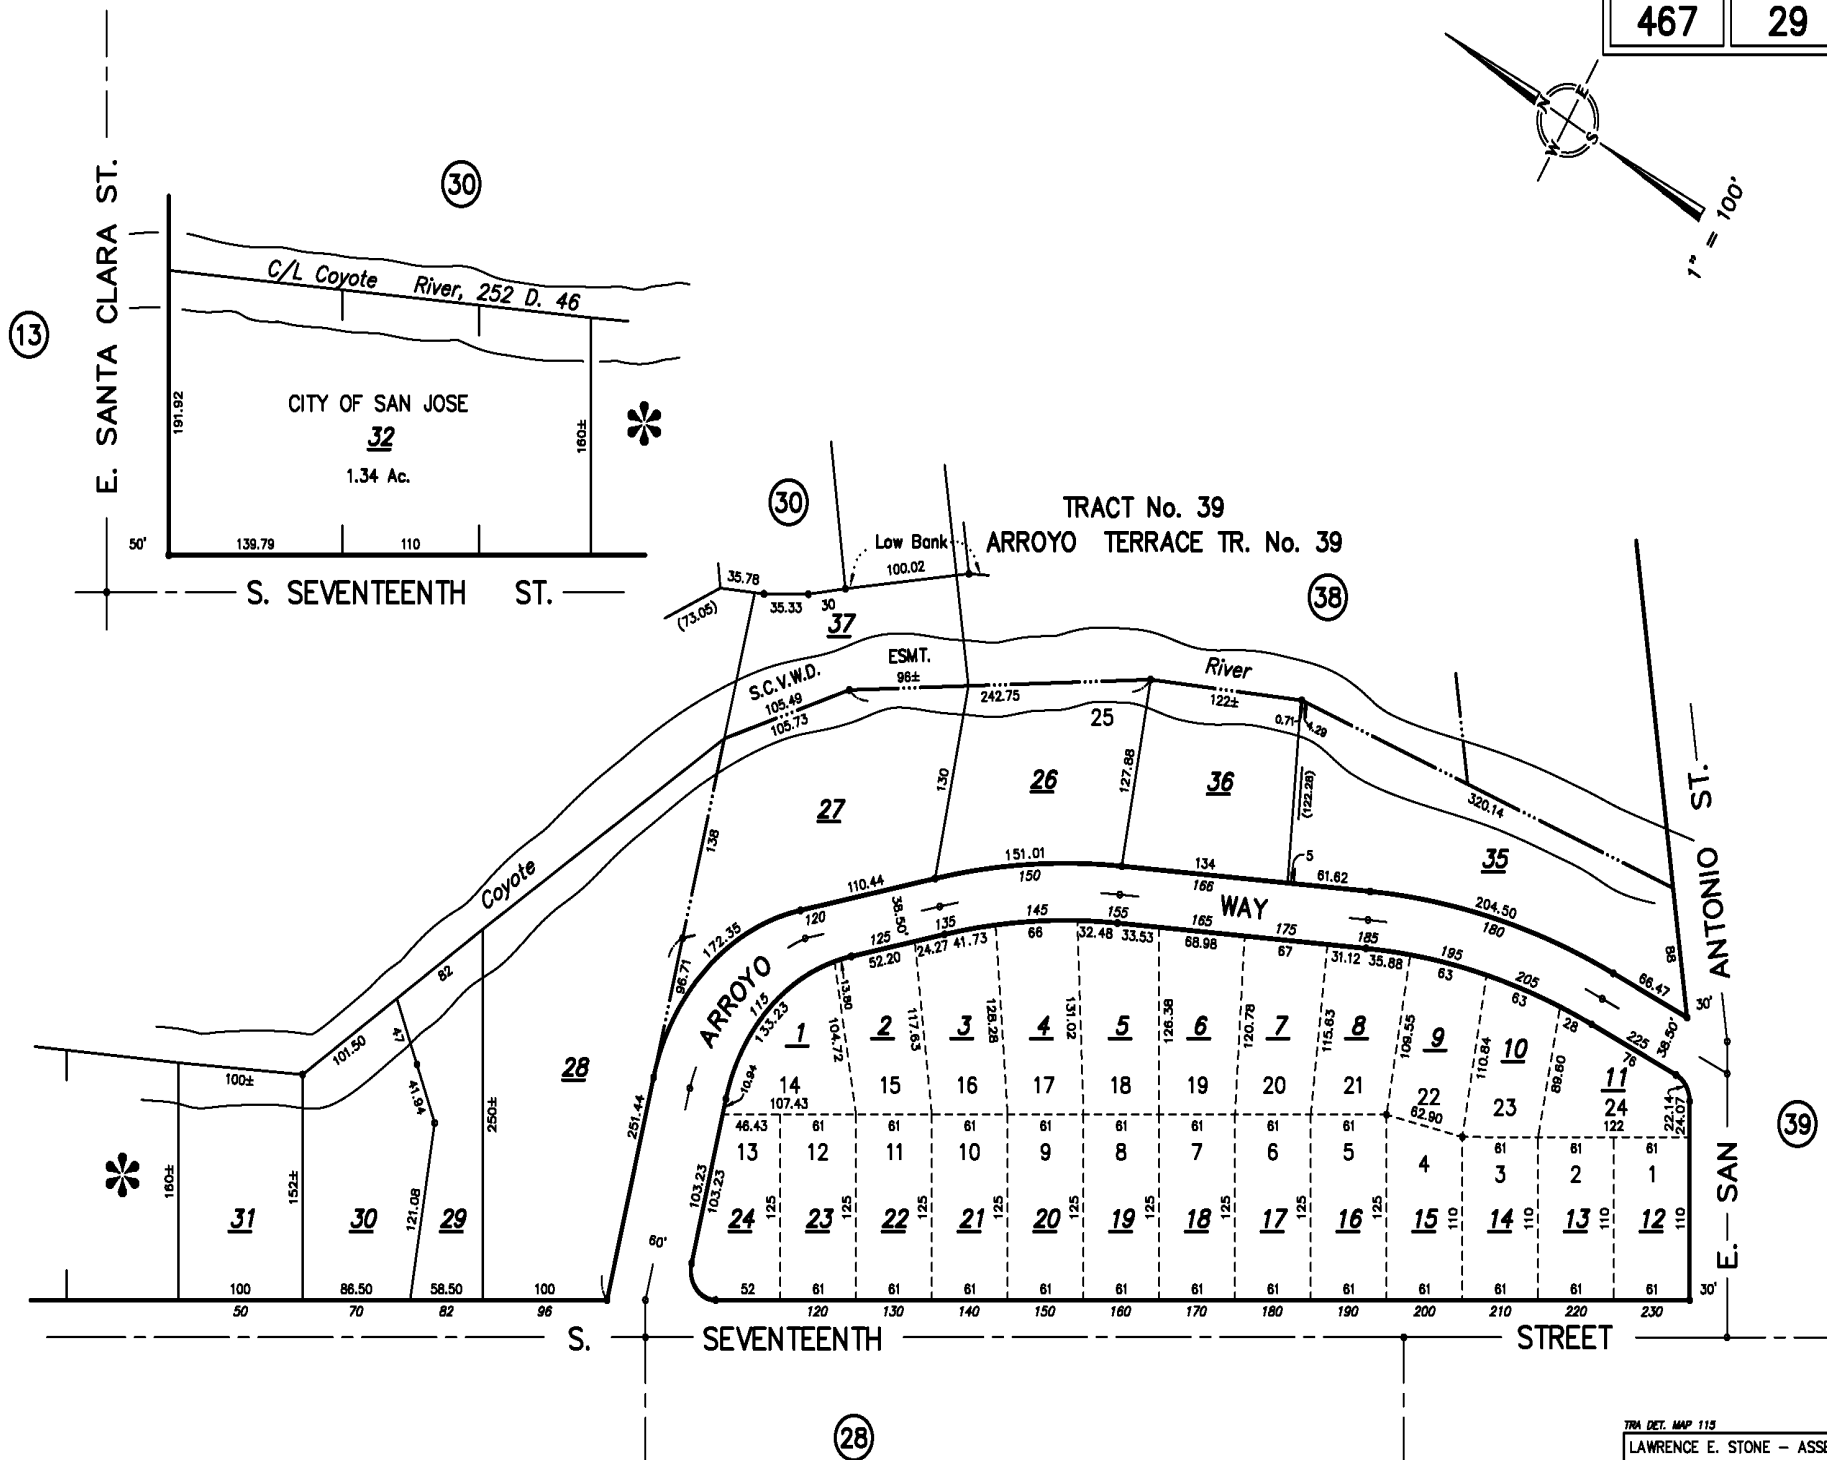 467 29
N E
W S
1" = 100'
E. SANTA CLARA ST.
30
13
C/L Coyote River, 252 D. 46
191.92
CITY OF SAN JOSE
32
1.34 Ac.
160±
*
50'
139.79 110
S. SEVENTEENTH ST.
30
TRACT No. 39
ARROYO TERRACE TR. No. 39
38
Low Bank
100.02
35.78
35.33 30
(73.05)
37
S.C.V.W.D. ESMT.
105.49
105.73
96±
242.75
River
122±
0.71 4.29
25
320.14
27 26 36 35
138 130 127.88 (122.28)
5
110.44 151.01 134 61.62 204.50
120 150 166 180
66.47
88
E. SAN ANTONIO ST.
30'
38.50'
Coyote
172.35
96.71
ARROYO WAY
38.50'
115 125 135 145 155 165 175 185 195 205 225
133.23 52.20 24.27 41.73 66 32.48 33.53 68.98 67 31.12 35.88 63 63 28 76
13.80
10.94
104.72 117.63 128.28 131.02 126.38 120.78 115.63 109.55 110.84 89.60
22.14
24.07
1 2 3 4 5 6 7 8 9 10 11
14 15 16 17 18 19 20 21 22 23 24
107.43 62.90 122
46.43 61 61 61 61 61 61 61 61 61 61 61
13 12 11 10 9 8 7 6 5 4 3 2 1
103.23
103.23
125 125 125 125 125 125 125 125 125 110 110 110 110
24 23 22 21 20 19 18 17 16 15 14 13 12
52 61 61 61 61 61 61 61 61 61 61 61 61
120 130 140 150 160 170 180 190 200 210 220 230
30'
39
82
101.50
100±
47
41.94
121.08
250±
251.44
28
*
160±
152±
31 30 29
60'
100 86.50 58.50 100
50 70 82 96
S. SEVENTEENTH STREET
28
TRA DET. MAP 115
LAWRENCE E. STONE - ASSE